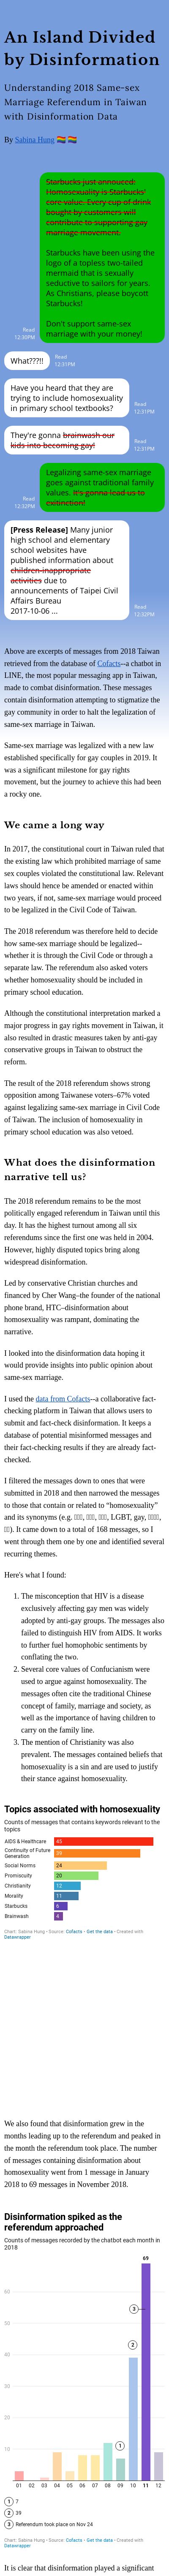 An Island Divided
by Disinformation
Understanding 2018 Same-sex
Marriage Referendum in Taiwan
with Disinformation Data
By Sabina Hung 🏳️‍🌈 🏳️‍🌈
Starbucks just annouced:
Homosexuality is Starbucks'
core value. Every cup of drink
bought by customers will
contribute to supporting gay
marriage movement.
Starbucks have been using the
logo of a topless two-tailed
mermaid that is sexually
seductive to sailors for years.
As Christians, please boycott
Starbucks!
Don't support same-sex
marriage with your money!
Read
12:30PM
What???!!
Read
12:31PM
Have you heard that they are
trying to include homosexuality
in primary school textbooks?
Read
12:31PM
They're gonna brainwash our
kids into becoming gay!
Read
12:31PM
Legalizing same-sex marriage
goes against traditional family
values. It's gonna lead us to
exitinction!
Read
12:32PM
[Press Release] Many junior
high school and elementary
school websites have
published information about
children-inappropriate
activities due to
announcements of Taipei Civil
Affairs Bureau
2017-10-06 ...
Read
12:32PM
Above are excerpts of messages from 2018 Taiwan
retrieved from the database of Cofacts--a chatbot in
LINE, the most popular messaging app in Taiwan,
made to combat disinformation. These messages
contain disinformation attempting to stigmatize the
gay community in order to halt the legalization of
same-sex marriage in Taiwan.
Same-sex marriage was legalized with a new law
established specifically for gay couples in 2019. It
was a significant milestone for gay rights
movement, but the journey to achieve this had been
a rocky one.
We came a long way
In 2017, the constitutional court in Taiwan ruled that
the existing law which prohibited marriage of same-
sex couples violated the constitutional law. Relevant
laws should hence be created or changed within
two years, if not, same-sex marriage would proceed
to be legalized in the Civil Code of Taiwan.
The 2018 referendum was therefore held to decide
how same-sex marriage should be legalized--
whether it is through the Civil Code or through a
separate law. The referendum also asked voters
whether homosexuality should be included in
primary school education.
Although the constitutional interpretation marked a
major progress in gay rights movement in Taiwan, it
also resulted in drastic measures taken by anti-gay
conservative groups in Taiwan to obstruct the
reform.
The result of the 2018 referendum shows strong
opposition among Taiwanese voters–67% voted
against legalizing same-sex marriage in Civil Code
of Taiwan. The inclusion of homosexuality in
primary school education was also vetoed.
What does the disinformation
narrative tell us?
The 2018 referendum remains to be the most
politically engaged referendum in Taiwan until this
day. It has the highest turnout among all six
referendums since the first one was held in 2004.
However, highly disputed topics bring along
widespread disinformation.
Led by conservative Christian churches and
financed by Cher Wang–the founder of the national
phone brand, HTC–disinformation about
homosexuality was rampant, dominating the
narrative.
I looked into the disinformation data hoping it
would provide insights into public opinion about
same-sex marriage.
I used the data from Cofacts--a collaborative fact-
checking platform in Taiwan that allows users to
submit and fact-check disinformation. It keeps a
database of potential misinformed messages and
their fact-checking results if they are already fact-
checked.
I filtered the messages down to ones that were
submitted in 2018 and then narrowed the messages
to those that contain or related to “homosexuality”
and its synonyms (e.g. , LGBT, gay,
). It came down to a total of 168 messages, so I
went through them one by one and identified several
recurring themes.
Here's what I found:
1. The misconception that HIV is a disease
exclusively affecting gay men was widely
adopted by anti-gay groups. The messages also
failed to distinguish HIV from AIDS. It works
to further fuel homophobic sentiments by
conflating the two.
2. Several core values of Confucianism were
used to argue against homosexuality. The
messages often cite the traditional Chinese
concept of family, marriage and society, as
well as the importance of having children to
carry on the family line.
3. The mention of Christianity was also
prevalent. The messages contained beliefs that
homosexuality is a sin and are used to justify
their stance against homosexuality.
Topics associated with homosexuality
Counts of messages that contains keywords relevant to the
topics
AIDS & Healthcare 45
Continuity of Future
Generation 39
Social Norms 24
Promiscuity 20
Christianity 12
Morality 11
Starbucks 6
Brainwash 4
Chart: Sabina Hung • Source: Cofacts • Get the data • Created with
Datawrapper
We also found that disinformation grew in the
months leading up to the referendum and peaked in
the month the referendum took place. The number
of messages containing disinformation about
homosexuality went from 1 message in January
2018 to 69 messages in November 2018.
Disinformation spiked as the
referendum approached
Counts of messages recorded by the chatbot each month in
2018
69
60
50
40
30
20
10
3
2
1
01 02 03 04 05 06 07 08 09 10 11 12
1 7
2 39
3 Referendum took place on Nov 24
Chart: Sabina Hung • Source: Cofacts • Get the data • Created with
Datawrapper
It is clear that disinformation played a significant